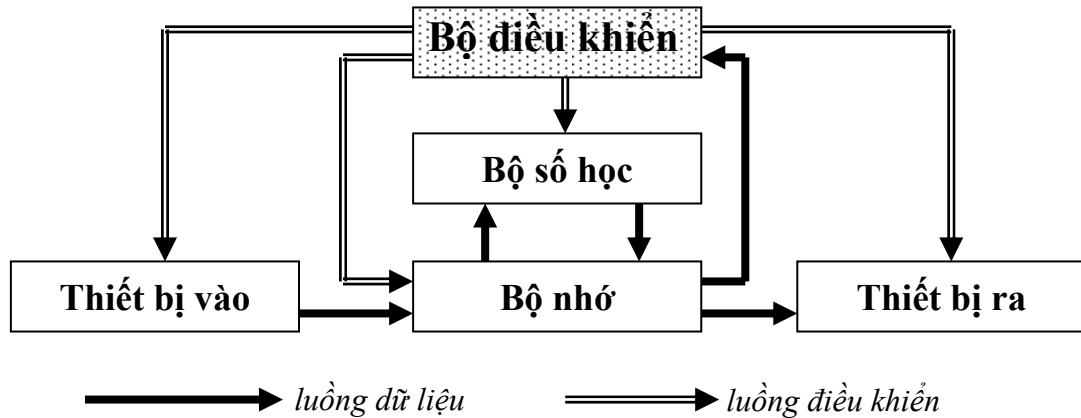 Bộ điều khiển
Bộ số học
Thiết bị vào
Bộ nhớ
Thiết bị ra
luồng dữ liệu
luồng điều khiển